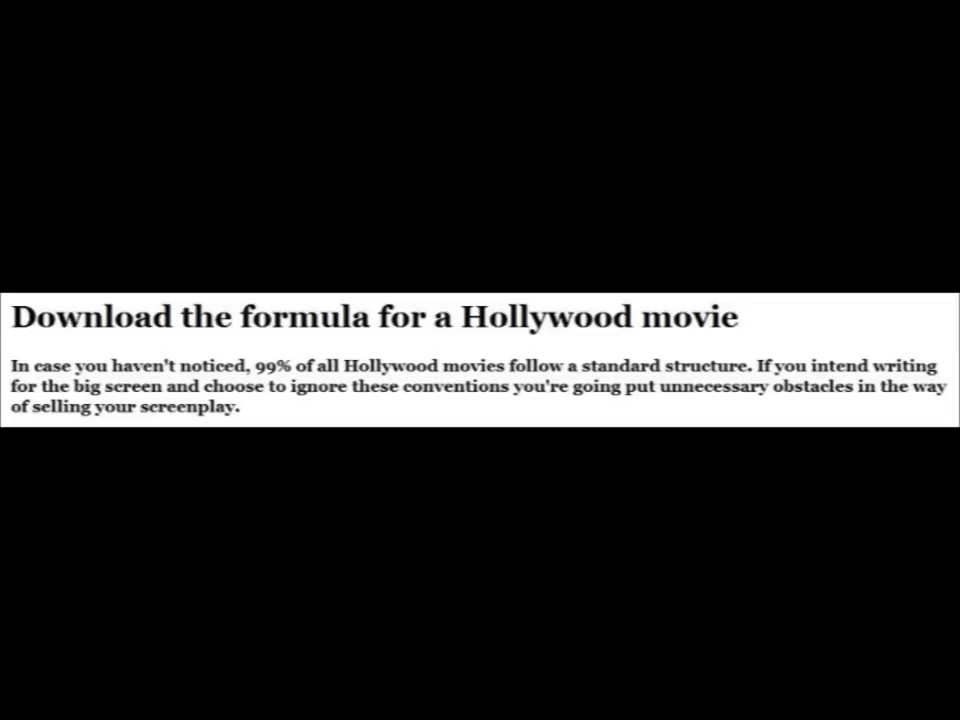 Download the formula for a Hollywood movie
In case you haven't noticed, 99% of all Hollywood movies follow a standard structure. If you intend writing
for the big screen and choose to ignore these conventions you're going put unnecessary obstacles in the way
of selling your screenplay.